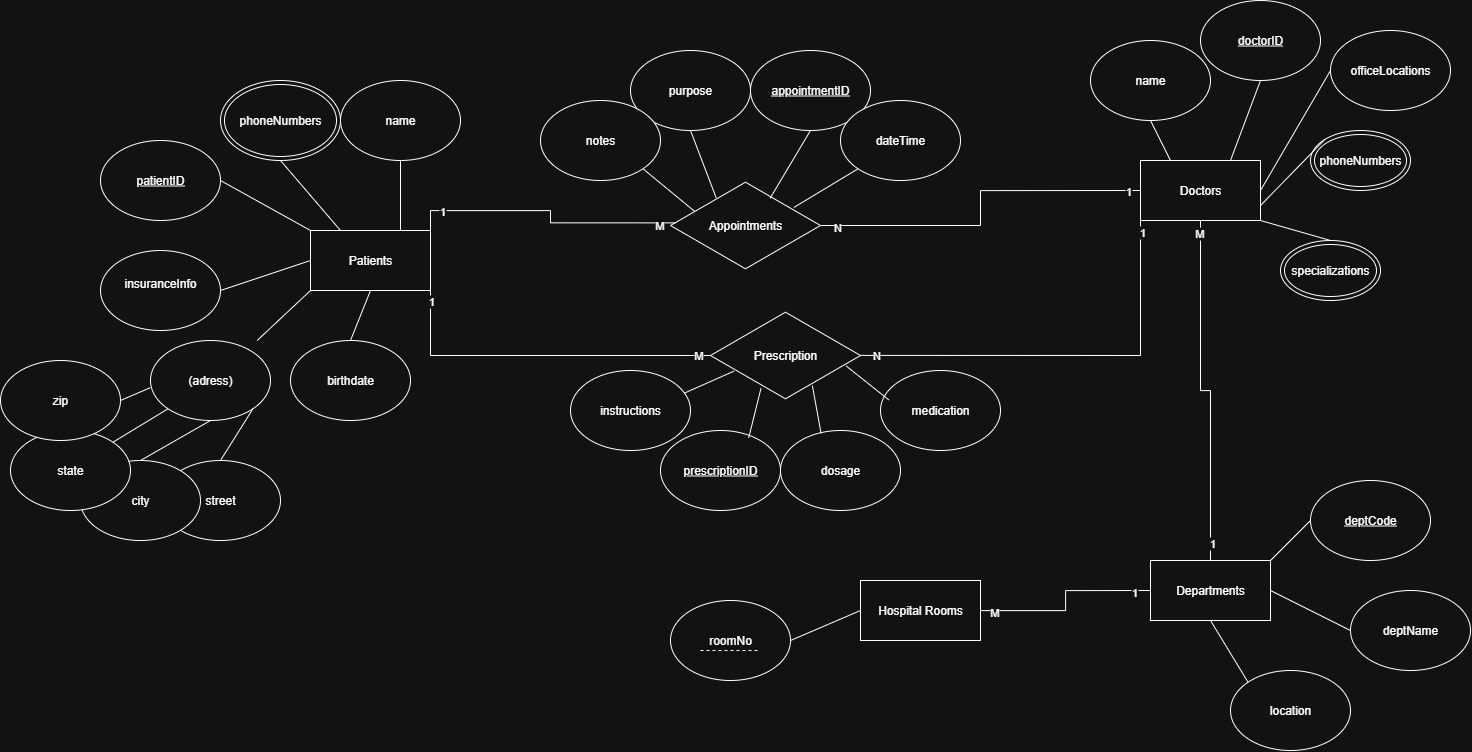 doctorID
name
officeLocations
purpose
appointmentID
phoneNumbers
name
notes
dateTime
phoneNumbers
patientID
Doctors
1
1
M
Appointments
N
1
M
Patients
specializations
insuranceInfo
1
M
Prescription
N
(adress)
birthdate
zip
instructions
medication
state
prescriptionID
dosage
city
street
deptCode
1
Departments
1
Hospital Rooms
M
roomNo
deptName
location